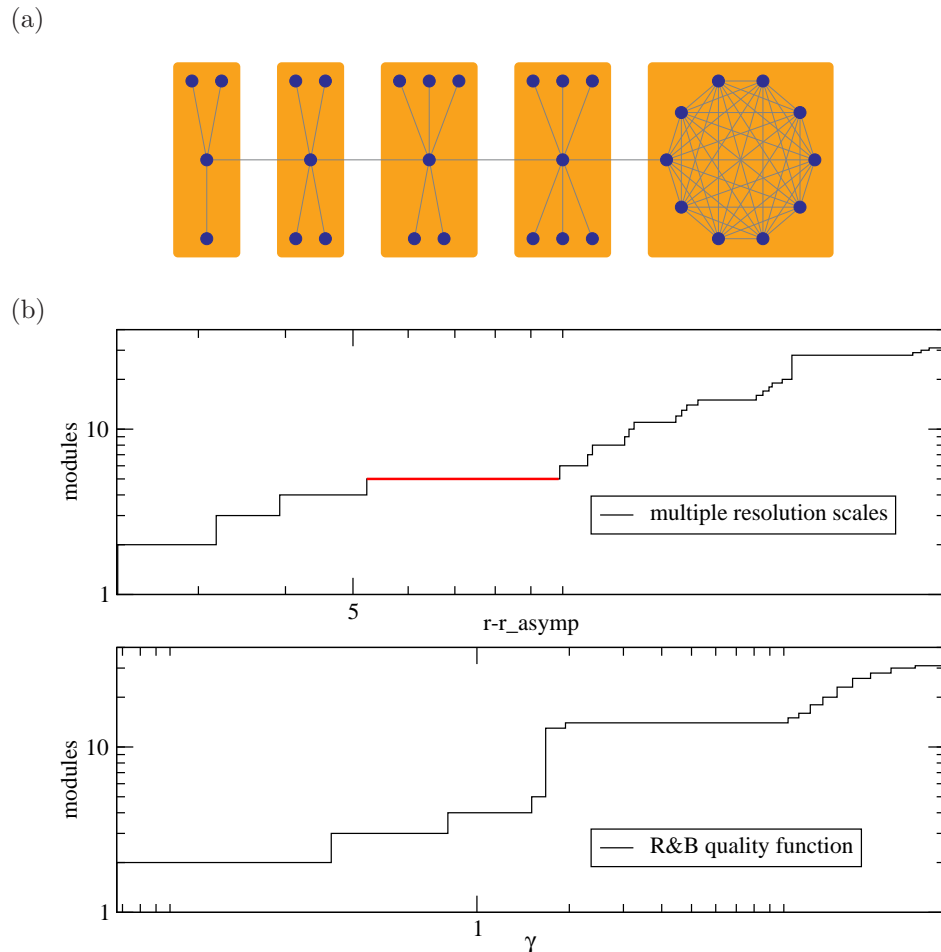 (a)
(b)
10
modules
multiple resolution scales
1
5
r-r_asymp
10
modules
R&B quality function
1
1
γ